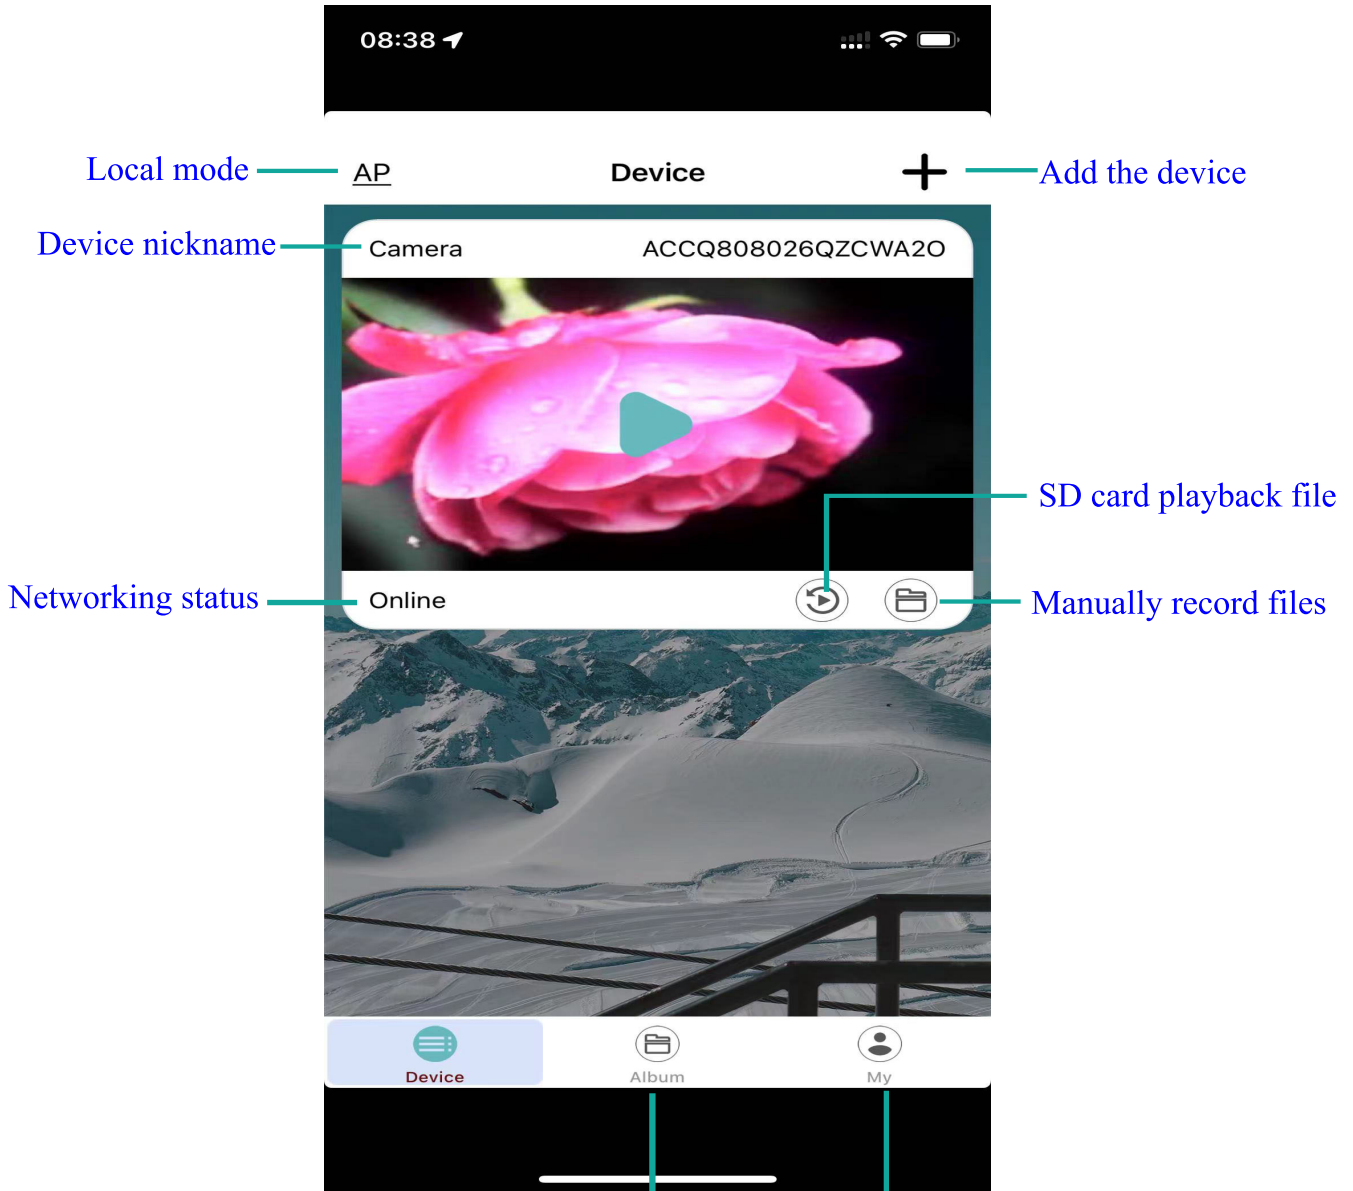 08:38
Local mode
AP
Device
Add the device
Device nickname
Camera
ACCQ808026QZCWA2O
SD card playback file
Networking status
Online
Manually record files
Device
Album
My